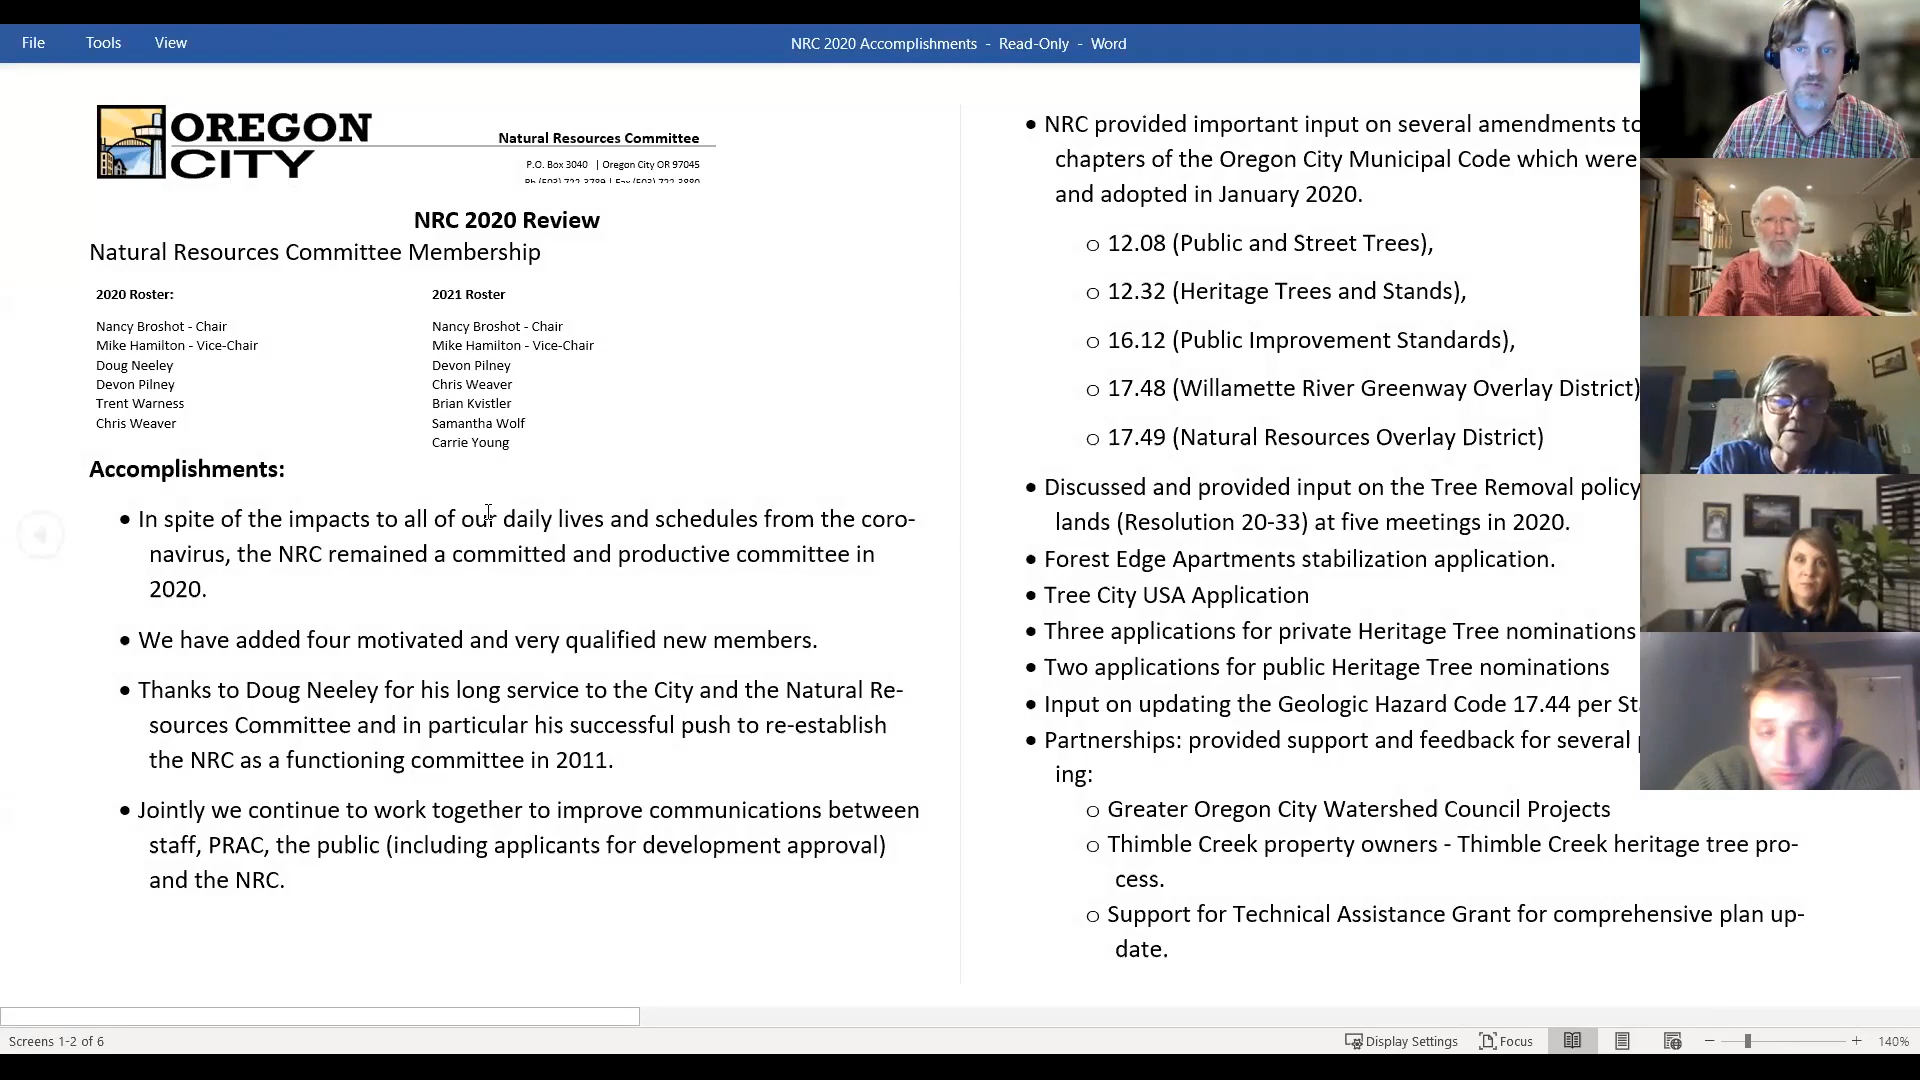 File Tools View
NRC 2020 Accomplishments - Read-Only - Word
OREGON
CITY
Natural Resources Committee
P.O. Box 3040 | Oregon City OR 97045
Ph (503) 722-3789 | Fax (503) 722-3880
NRC 2020 Review
Natural Resources Committee Membership
2020 Roster:
Nancy Broshot - Chair
Mike Hamilton - Vice-Chair
Doug Neeley
Devon Pilney
Trent Warness
Chris Weaver
2021 Roster
Nancy Broshot - Chair
Mike Hamilton - Vice-Chair
Devon Pilney
Chris Weaver
Brian Kvistler
Samantha Wolf
Carrie Young
Accomplishments:
• In spite of the impacts to all of our daily lives and schedules from the coro-
navirus, the NRC remained a committed and productive committee in
2020.
• We have added four motivated and very qualified new members.
• Thanks to Doug Neeley for his long service to the City and the Natural Re-
sources Committee and in particular his successful push to re-establish
the NRC as a functioning committee in 2011.
• Jointly we continue to work together to improve communications between
staff, PRAC, the public (including applicants for development approval)
and the NRC.
• NRC provided important input on several amendments to
chapters of the Oregon City Municipal Code which were
and adopted in January 2020.
o 12.08 (Public and Street Trees),
o 12.32 (Heritage Trees and Stands),
o 16.12 (Public Improvement Standards),
o 17.48 (Willamette River Greenway Overlay District)
o 17.49 (Natural Resources Overlay District)
• Discussed and provided input on the Tree Removal policy
lands (Resolution 20-33) at five meetings in 2020.
• Forest Edge Apartments stabilization application.
• Tree City USA Application
• Three applications for private Heritage Tree nominations
• Two applications for public Heritage Tree nominations
• Input on updating the Geologic Hazard Code 17.44 per
• Partnerships: provided support and feedback for several
ing:
o Greater Oregon City Watershed Council Projects
o Thimble Creek property owners - Thimble Creek heritage tree pro-
cess.
o Support for Technical Assistance Grant for comprehensive plan up-
date.
Screens 1-2 of 6
Display Settings Focus 140%